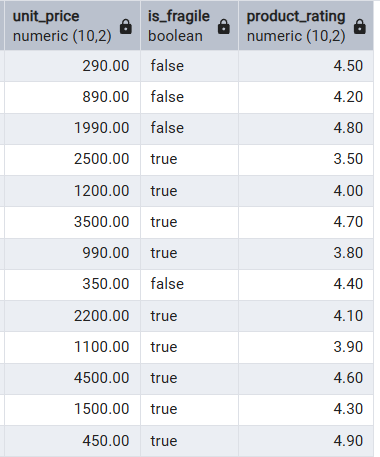 unit_price is_fragile product_rating
numeric (10,2) boolean numeric (10,2)
290.00 false 4.50
890.00 false 4.20
1990.00 false 4.80
2500.00 true 3.50
1200.00 true 4.00
3500.00 true 4.70
990.00 true 3.80
350.00 false 4.40
2200.00 true 4.10
1100.00 true 3.90
4500.00 true 4.60
1500.00 true 4.30
450.00 true 4.90